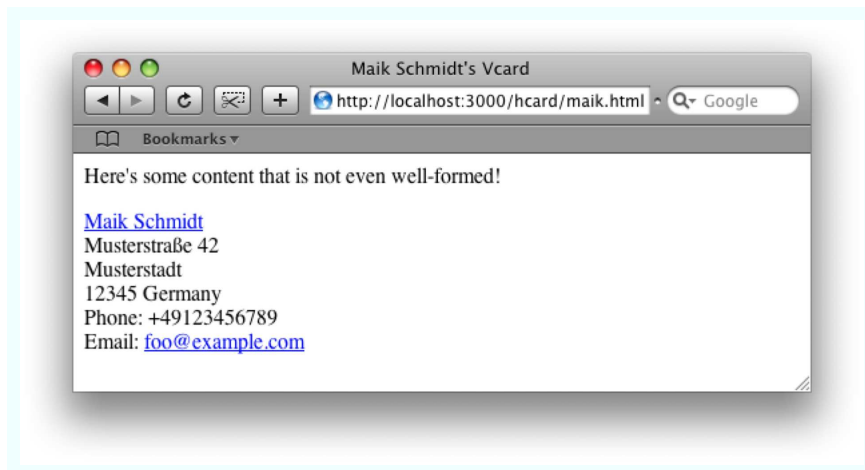 Maik Schmidt's Vcard
http://localhost:3000/hcard/maik.html
Google
Bookmarks
Here's some content that is not even well-formed!
Maik Schmidt
Musterstraße 42
Musterstadt
12345 Germany
Phone: +49123456789
Email: foo@example.com